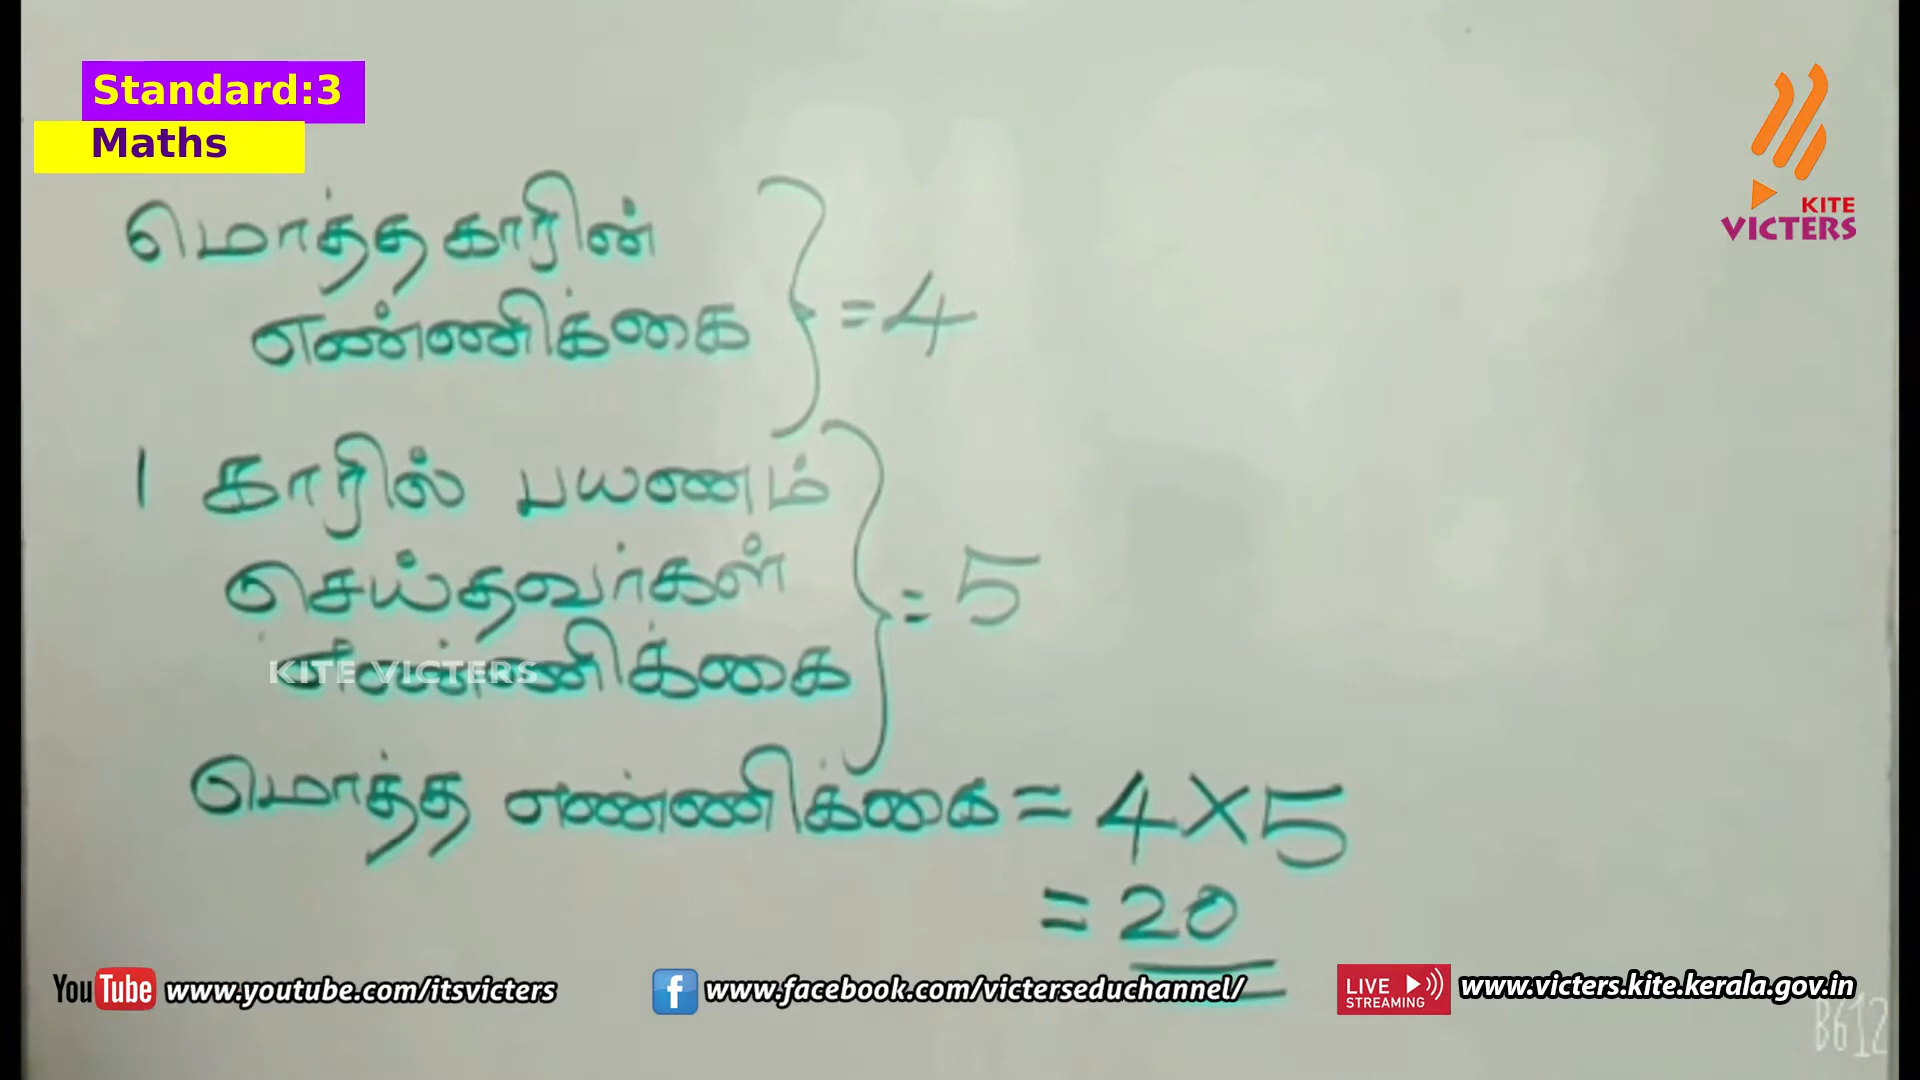 Standard:3
Maths
KITE
VICTERS
மொத்த காரின்
எண்ணிக்கை } = 4
1 காரில் பயணம்
செய்தவர்கள் } = 5
எண்ணிக்கை
KITE VICTERS
மொத்த எண்ணிக்கை = 4 X 5
= 20
YouTube www.youtube.com/itsvicters
f www.facebook.com/victerseduchannel/
LIVE STREAMING www.victers.kite.kerala.gov.in
B612